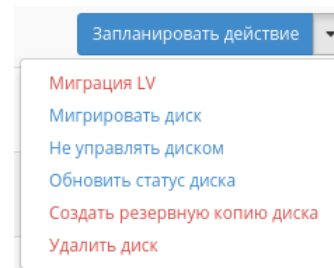 Запланировать действие
Миграция LV
Мигрировать диск
Не управлять диском
Обновить статус диска
Создать резервную копию диска
Удалить диск